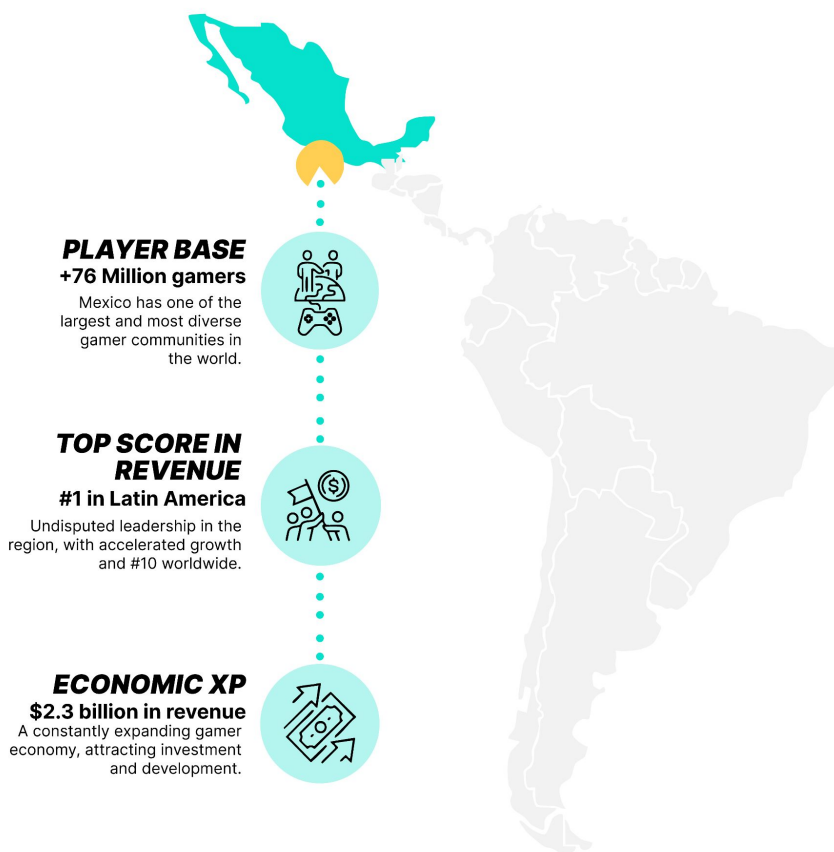 PLAYER BASE
+76 Million gamers
Mexico has one of the
largest and most diverse
gamer communities in
the world.
TOP SCORE IN
REVENUE
#1 in Latin America
Undisputed leadership in the
region, with accelerated growth
and #10 worldwide.
$
ECONOMIC XP
$2.3 billion in revenue
A constantly expanding gamer
economy, attracting investment
and development.